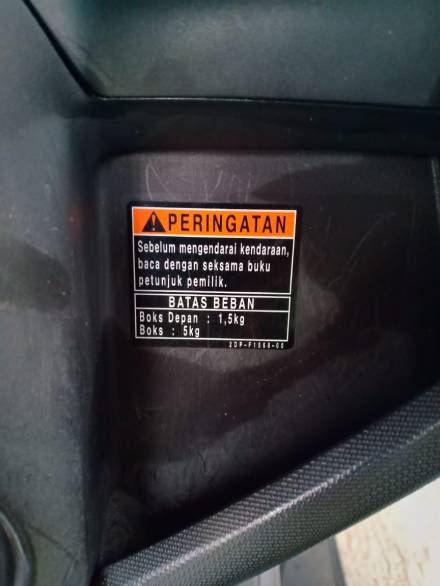 PERINGATAN
Sebelum mengendarai kendaraan,
baca dengan seksama buku
petunjuk pemilik.
BATAS BEBAN
Boks Depan : 1,5kg
Boks : 5kg
2DP-F1568-00